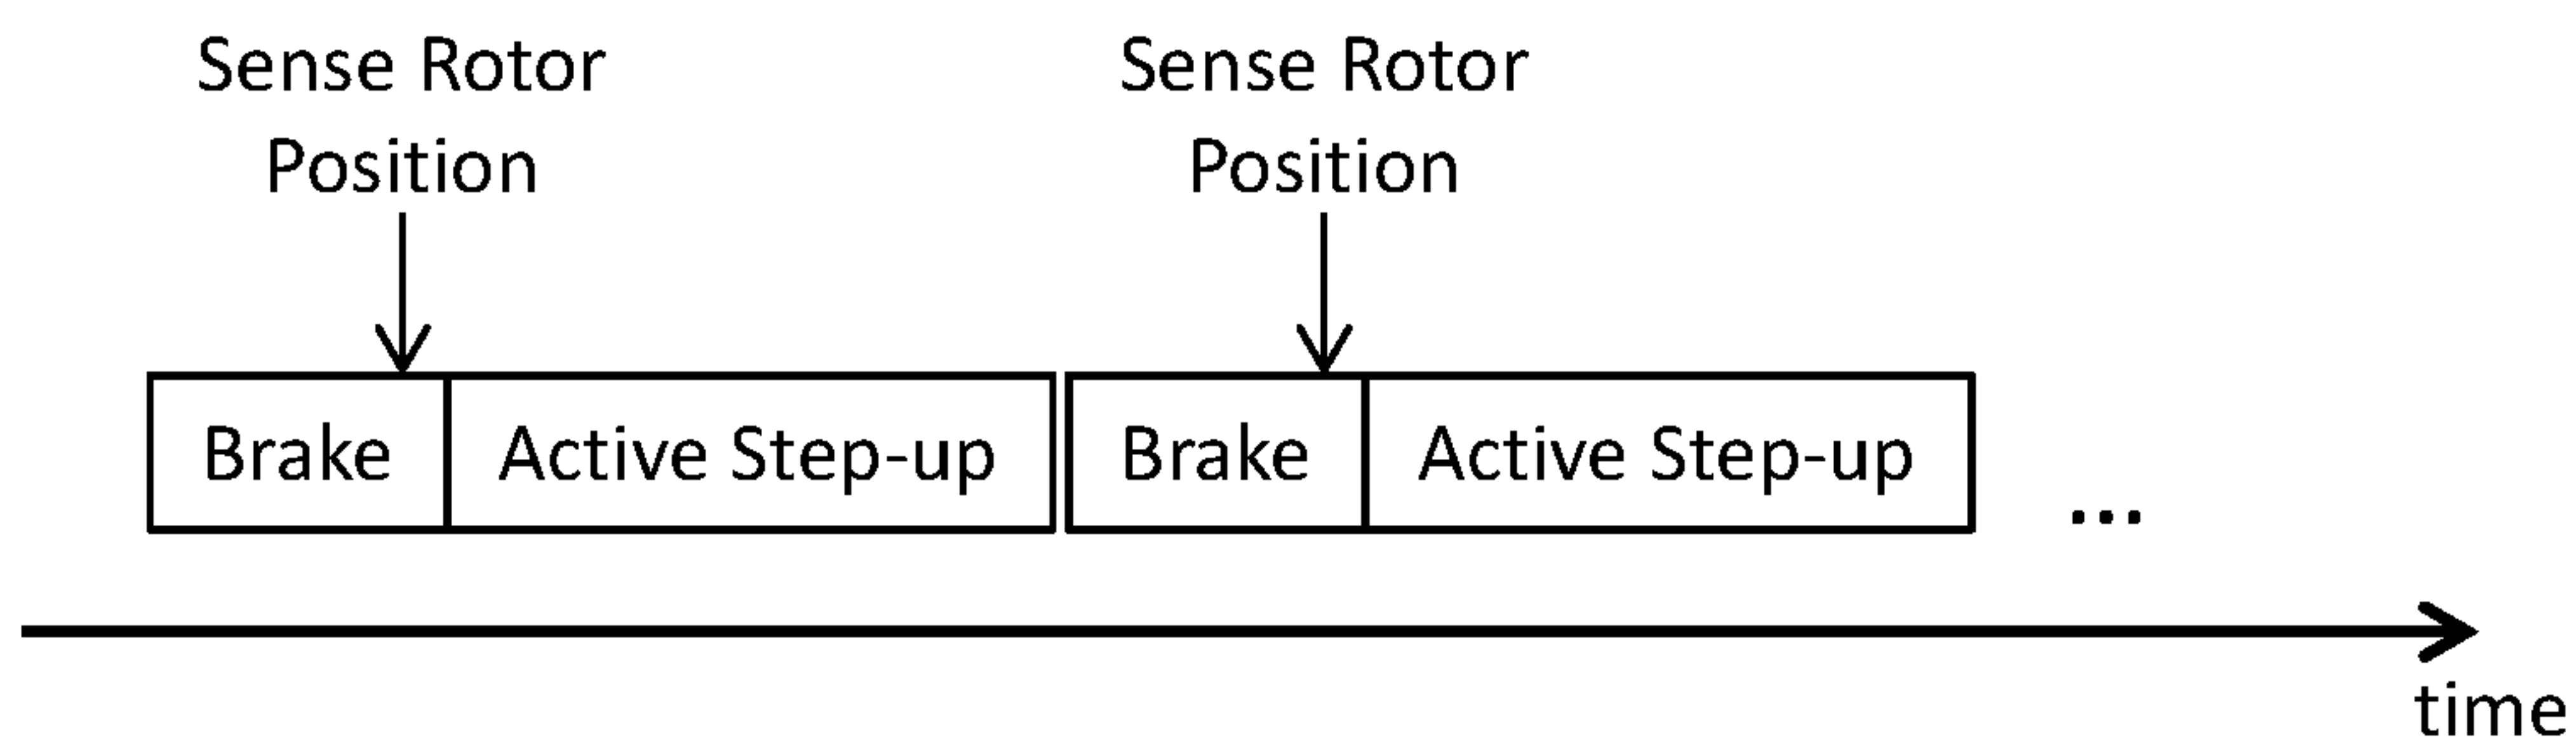 Sense Rotor
Position
Sense Rotor
Position
Brake
Active Step-up
Brake
Active Step-up
...
time